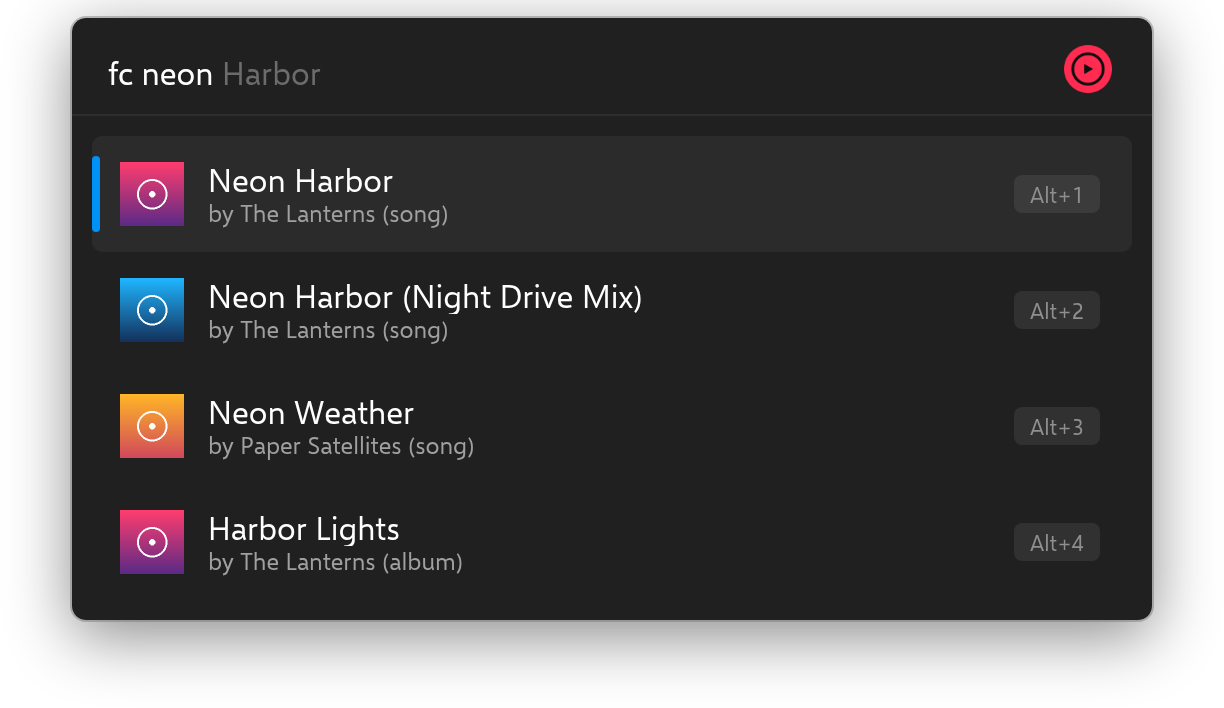 fc neon Harbor
Neon Harbor
by The Lanterns (song)
Alt+1
Neon Harbor (Night Drive Mix)
by The Lanterns (song)
Alt+2
Neon Weather
by Paper Satellites (song)
Alt+3
Harbor Lights
by The Lanterns (album)
Alt+4